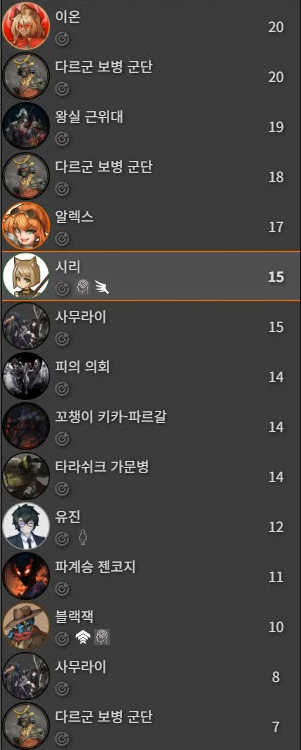 이온 20
다르군 보병 군단 20
왕실 근위대 19
다르군 보병 군단 18
알렉스 17
시리 15
사무라이 15
피의 의회 14
꼬챙이 키카-파르갈 14
타라쉬크 가문병 14
유진 12
파계승 젠코지 11
블랙잭 10
사무라이 8
다르군 보병 군단 7